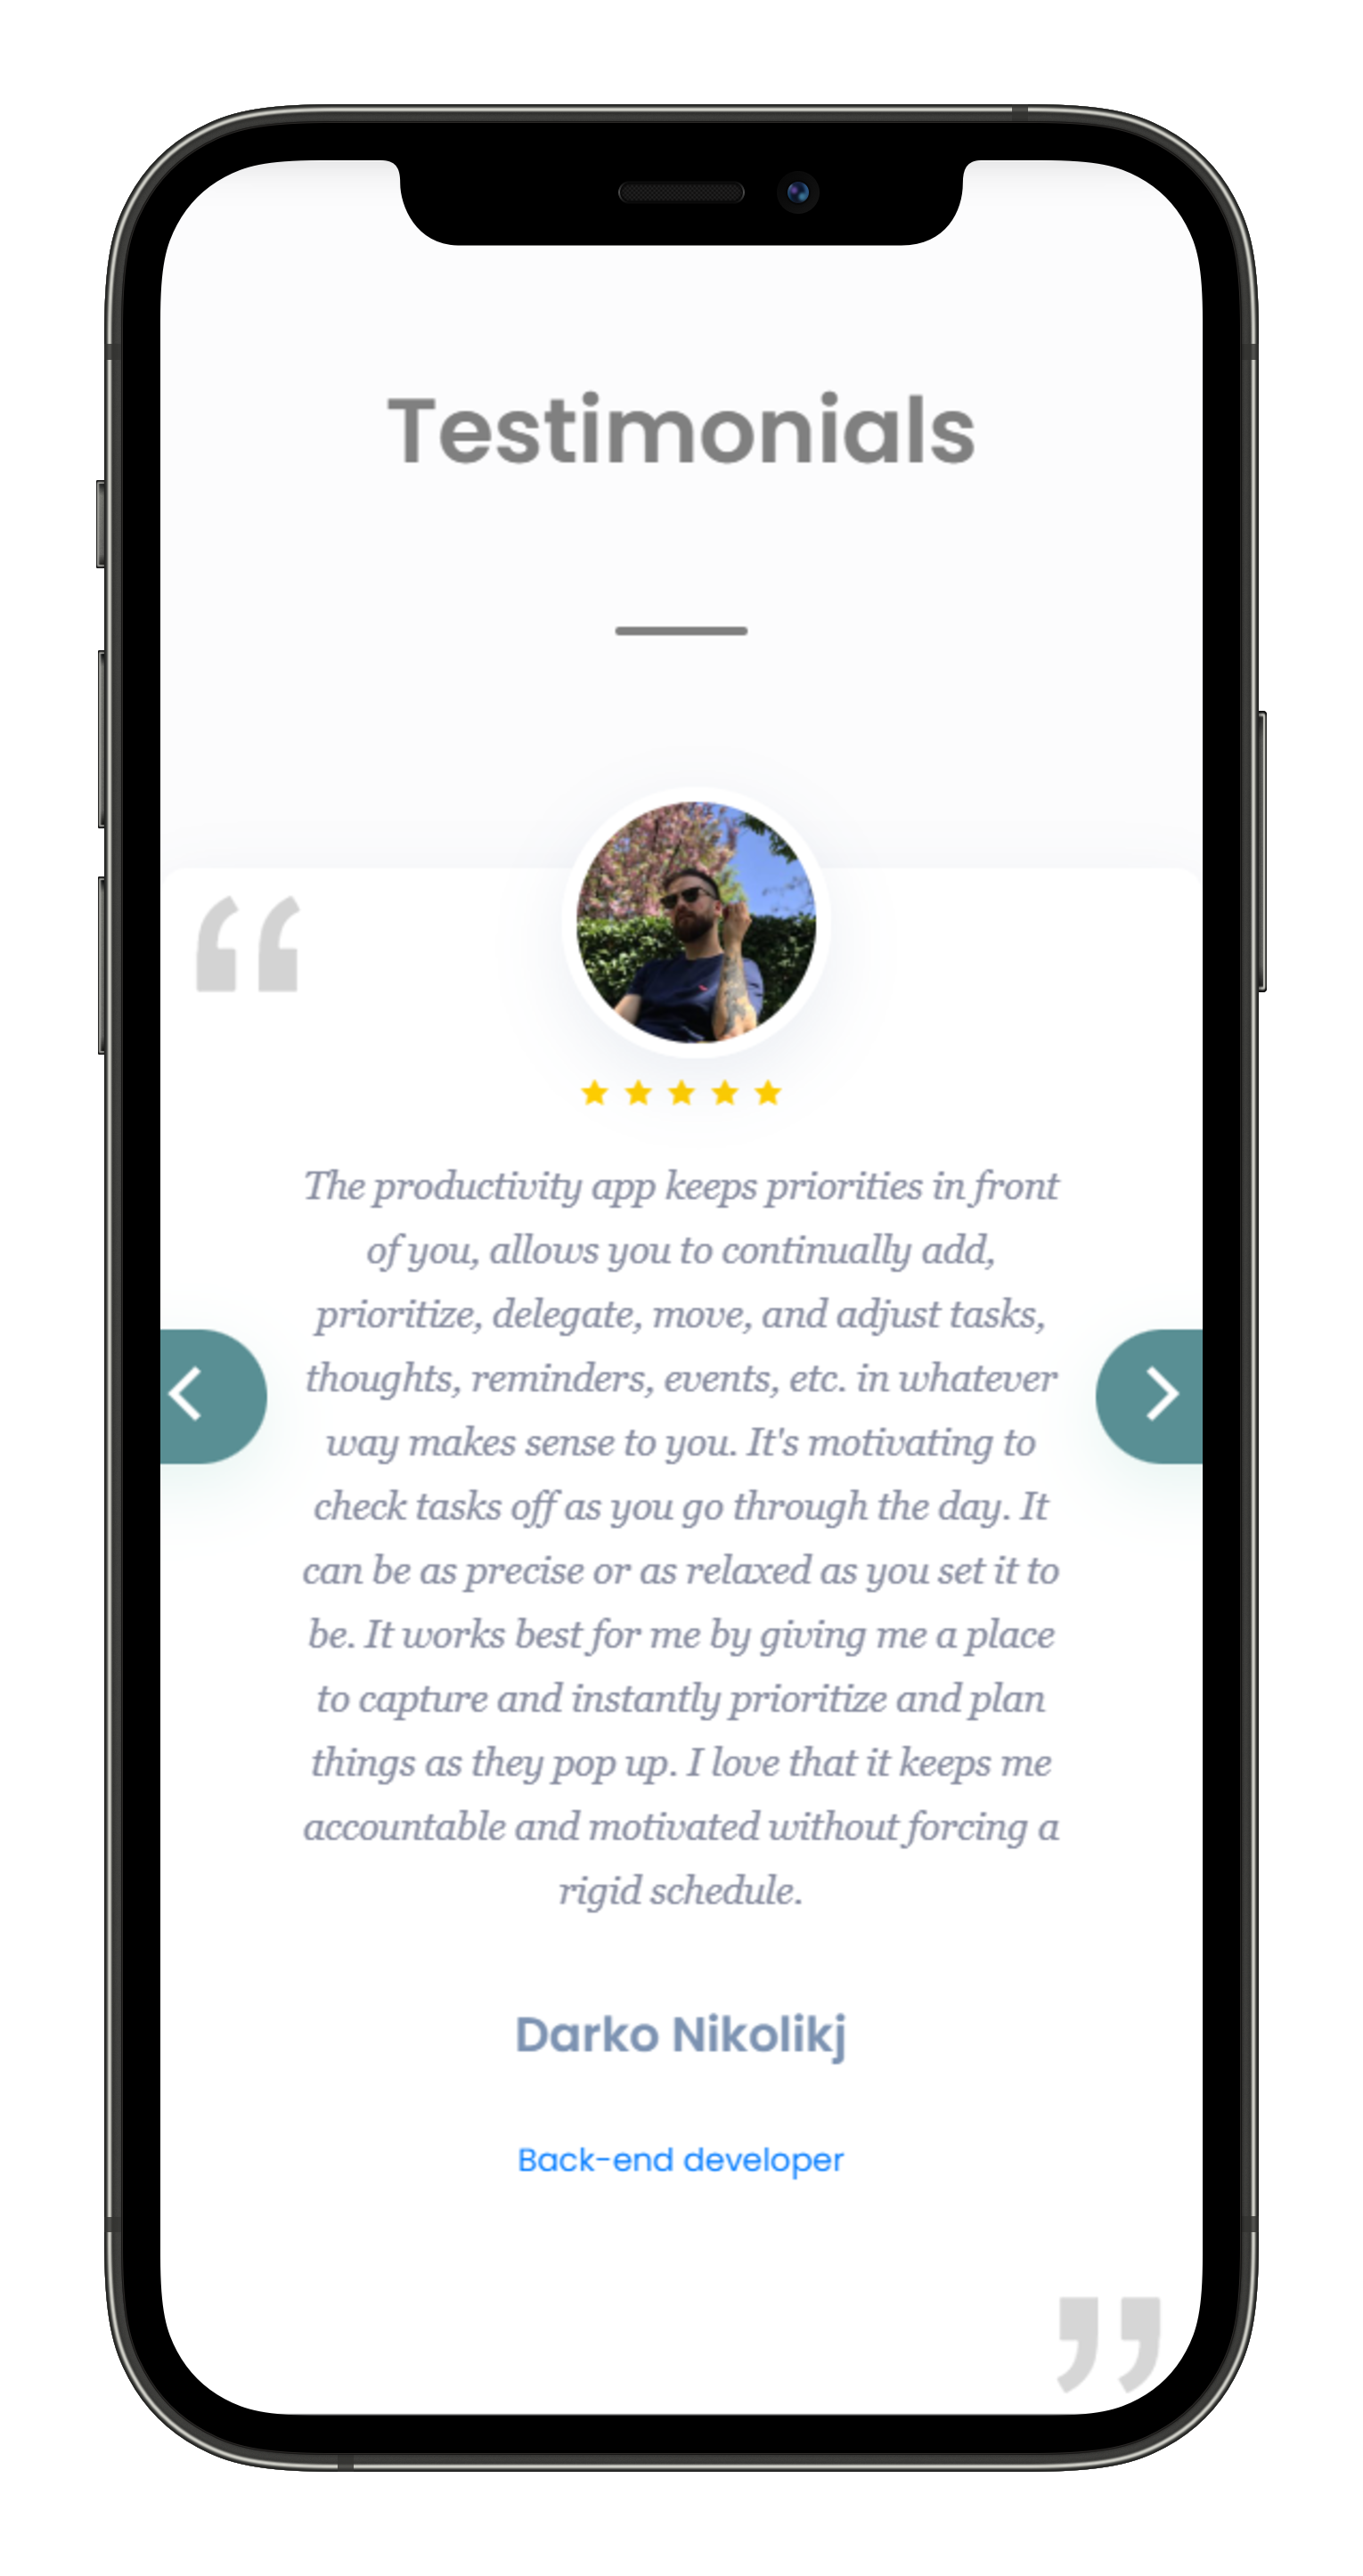 Testimonials
“
The productivity app keeps priorities in front
of you, allows you to continually add,
prioritize, delegate, move, and adjust tasks,
thoughts, reminders, events, etc. in whatever
way makes sense to you. It's motivating to
check tasks off as you go through the day. It
can be as precise or as relaxed as you set it to
be. It works best for me by giving me a place
to capture and instantly prioritize and plan
things as they pop up. I love that it keeps me
accountable and motivated without forcing a
rigid schedule.
Darko Nikolikj
Back-end developer
”